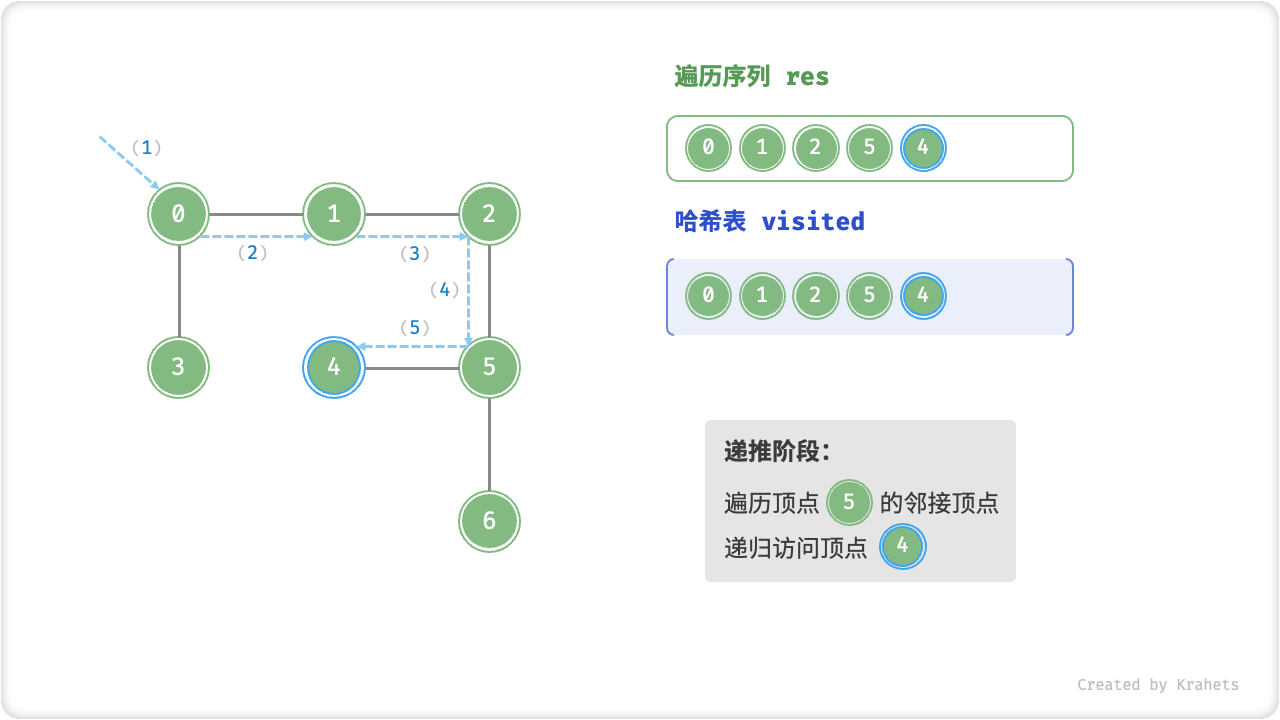 遍历序列 res
0 1 2 5 4
哈希表 visited
0 1 2 5 4
(1)
0 1 2
(2) (3)
(4)
(5)
3 4 5
6
递推阶段：
遍历顶点 5 的邻接顶点
递归访问顶点 4
Created by Krahets